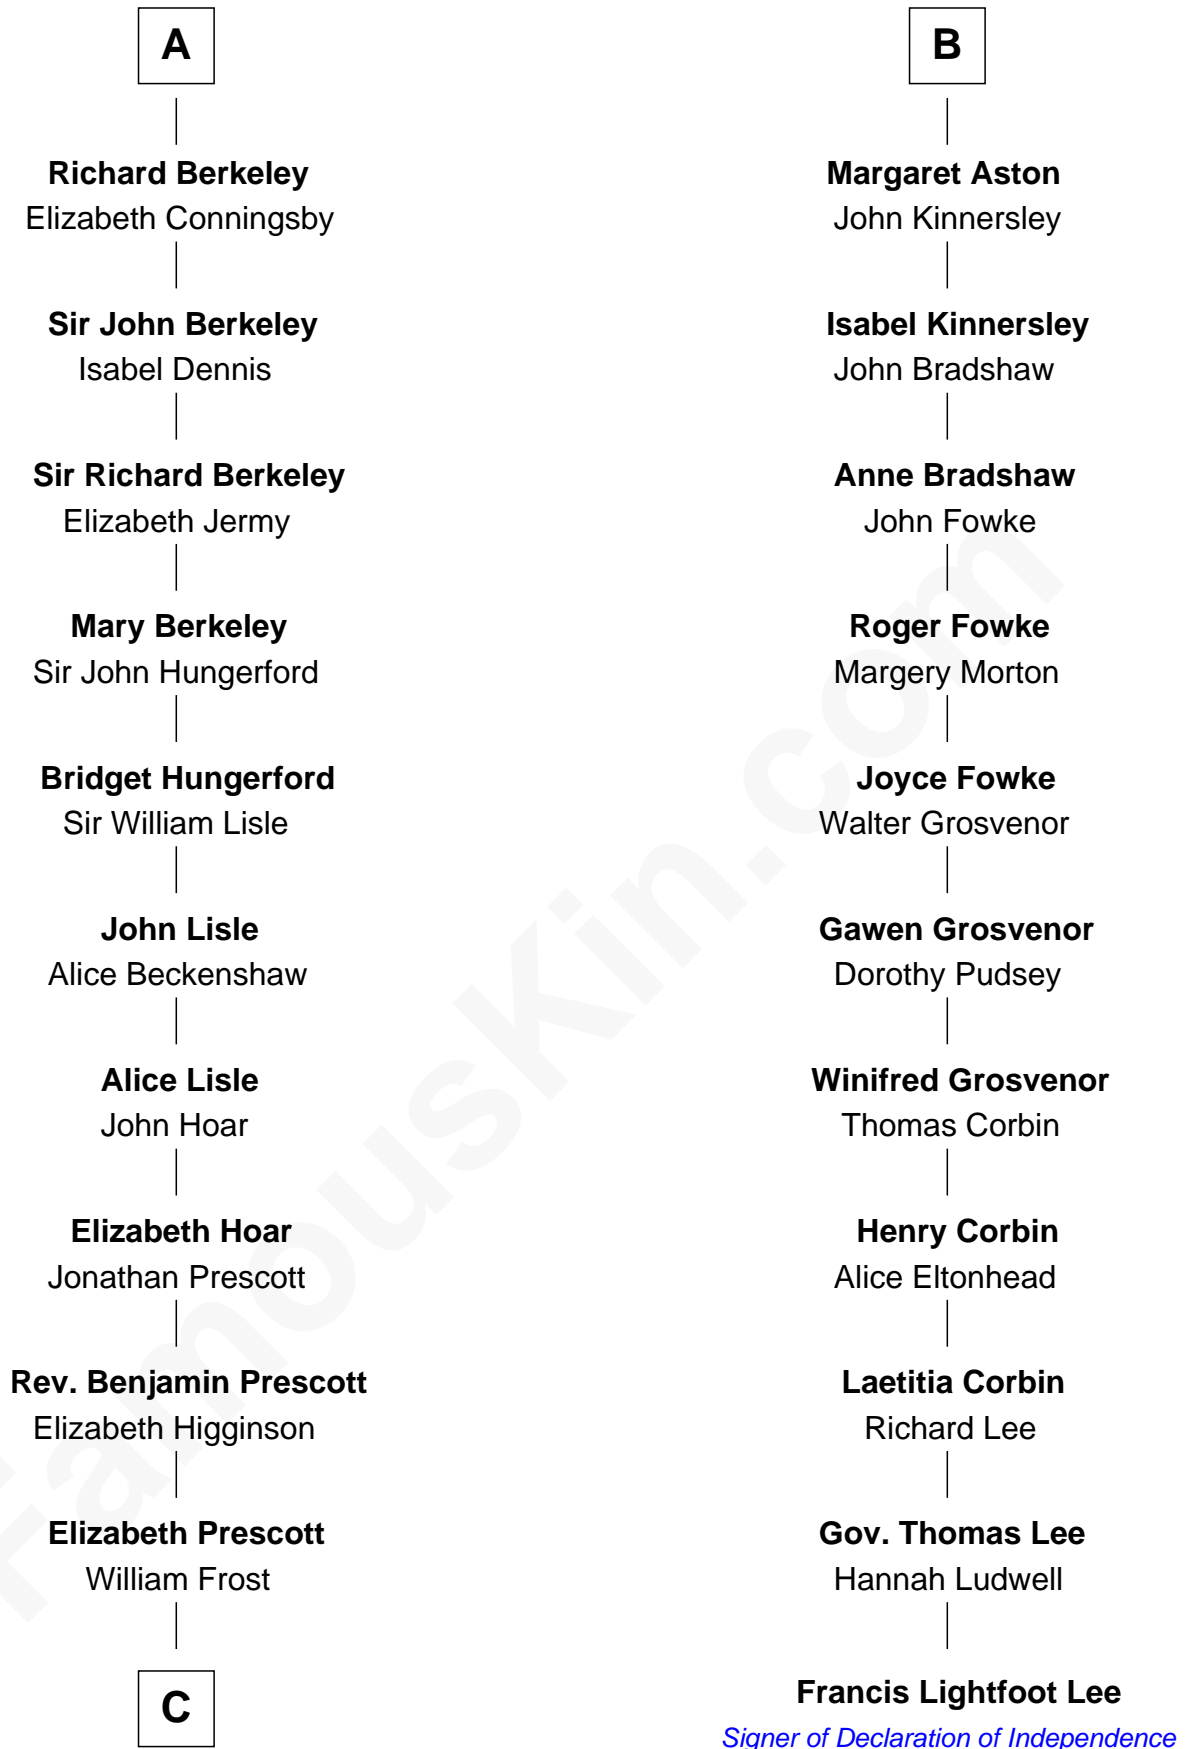 A
Richard Berkeley
Elizabeth Conningsby
Sir John Berkeley
Isabel Dennis
Sir Richard Berkeley
Elizabeth Jermy
Mary Berkeley
Sir John Hungerford
Bridget Hungerford
Sir William Lisle
John Lisle
Alice Beckenshaw
Alice Lisle
John Hoar
Elizabeth Hoar
Jonathan Prescott
Rev. Benjamin Prescott
Elizabeth Higginson
Elizabeth Prescott
William Frost
C
B
Margaret Aston
John Kinnersley
Isabel Kinnersley
John Bradshaw
Anne Bradshaw
John Fowke
Roger Fowke
Margery Morton
Joyce Fowke
Walter Grosvenor
Gawen Grosvenor
Dorothy Pudsey
Winifred Grosvenor
Thomas Corbin
Henry Corbin
Alice Eltonhead
Laetitia Corbin
Richard Lee
Gov. Thomas Lee
Hannah Ludwell
Francis Lightfoot Lee
Signer of Declaration of Independence
FamousKin.com